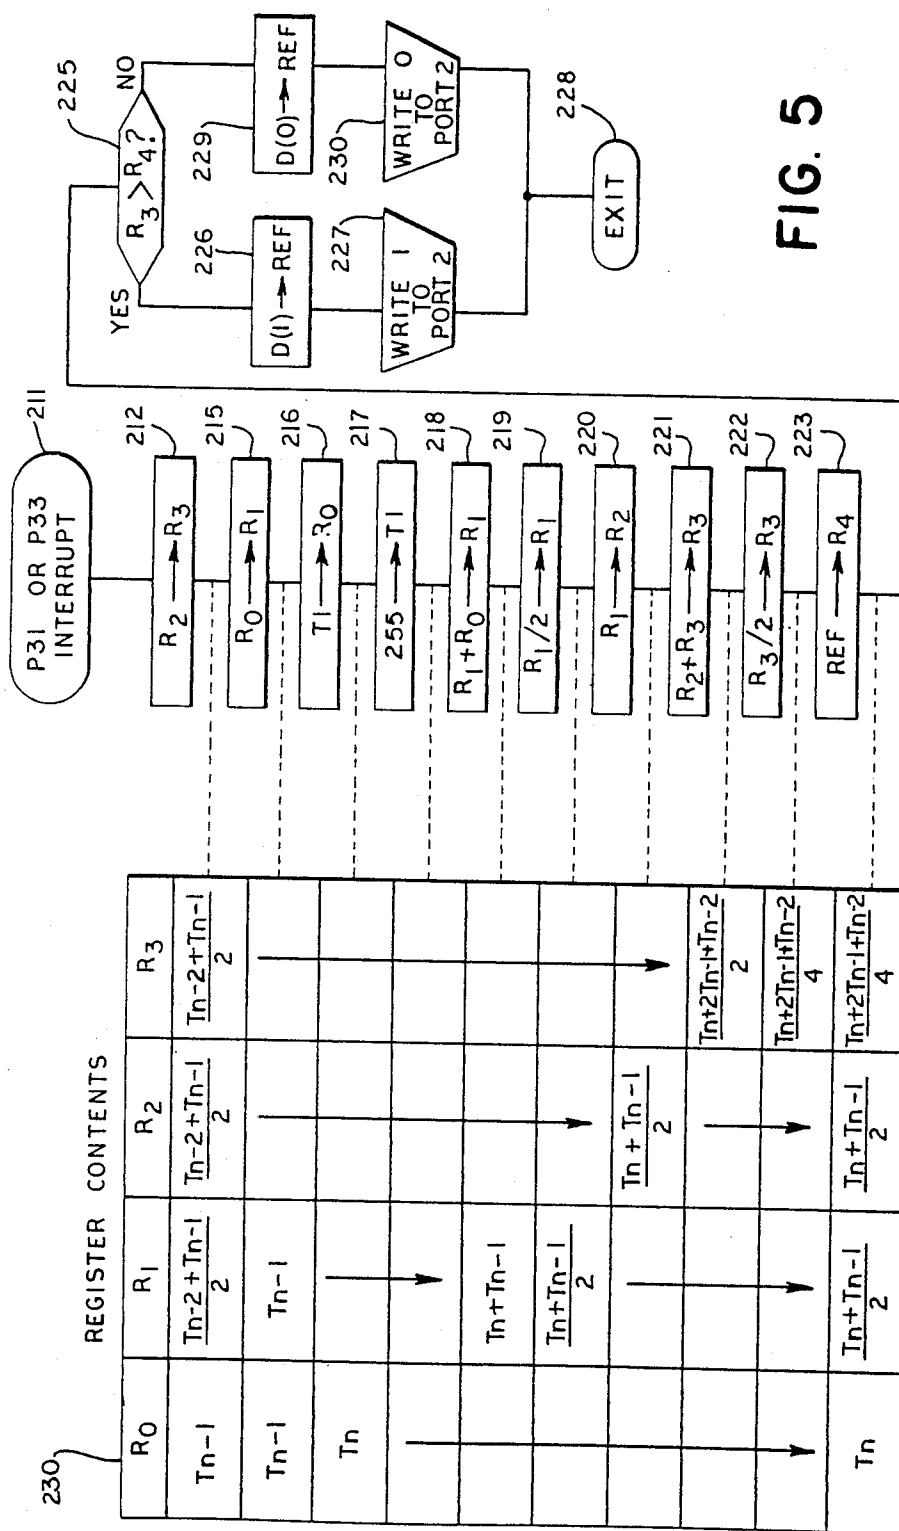 230
REGISTER CONTENTS
R0 R1 R2 R3
Tn-1 Tn-2+Tn-1/2 Tn-2+Tn-1/2 Tn-2+Tn-1/2
Tn-1 Tn-1
Tn
Tn+Tn-1
Tn+Tn-1/2
Tn+Tn-1/2
Tn+2Tn-1+Tn-2/2
Tn+2Tn-1+Tn-2/4
Tn Tn+Tn-1/2 Tn+Tn-1/2 Tn+2Tn-1+Tn-2/4
P31 OR P33
INTERRUPT
211
R2→R3 212
R0→R1 215
T1→R0 216
255→T1 217
R1+R0→R1 218
R1/2→R1 219
R1→R2 220
R2+R3→R3 221
R3/2→R3 222
REF→R4 223
R3>R4? 225
YES NO
D(1)→REF 226
D(0)→REF 229
WRITE 1
TO
PORT 2
227
WRITE 0
TO
PORT 2
230
EXIT 228
FIG. 5